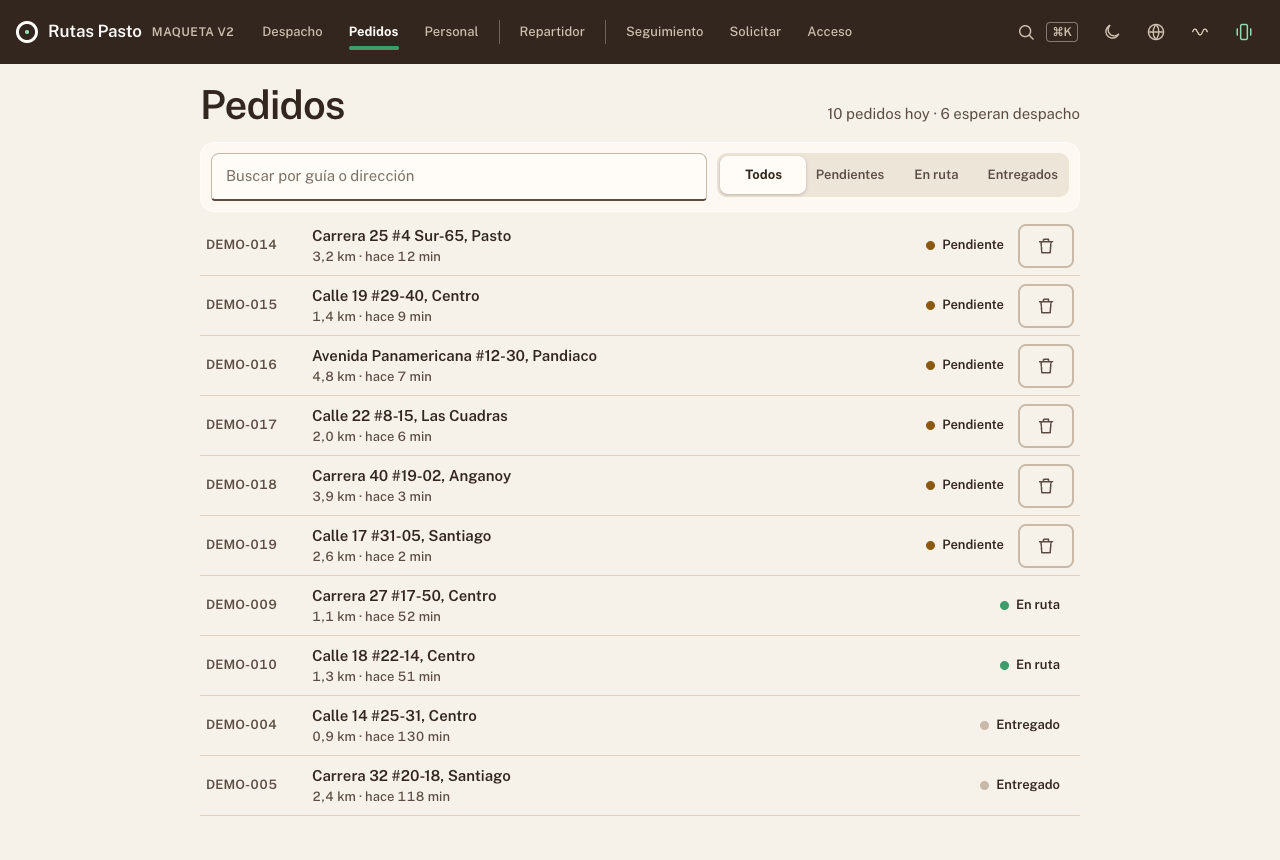 Rutas Pasto MAQUETA V2 Despacho Pedidos Personal Repartidor Seguimiento Solicitar Acceso ⌘K
Pedidos
10 pedidos hoy · 6 esperan despacho
Buscar por guía o dirección
Todos Pendientes En ruta Entregados
DEMO-014 Carrera 25 #4 Sur-65, Pasto Pendiente
3,2 km · hace 12 min
DEMO-015 Calle 19 #29-40, Centro Pendiente
1,4 km · hace 9 min
DEMO-016 Avenida Panamericana #12-30, Pandiaco Pendiente
4,8 km · hace 7 min
DEMO-017 Calle 22 #8-15, Las Cuadras Pendiente
2,0 km · hace 6 min
DEMO-018 Carrera 40 #19-02, Anganoy Pendiente
3,9 km · hace 3 min
DEMO-019 Calle 17 #31-05, Santiago Pendiente
2,6 km · hace 2 min
DEMO-009 Carrera 27 #17-50, Centro En ruta
1,1 km · hace 52 min
DEMO-010 Calle 18 #22-14, Centro En ruta
1,3 km · hace 51 min
DEMO-004 Calle 14 #25-31, Centro Entregado
0,9 km · hace 130 min
DEMO-005 Carrera 32 #20-18, Santiago Entregado
2,4 km · hace 118 min